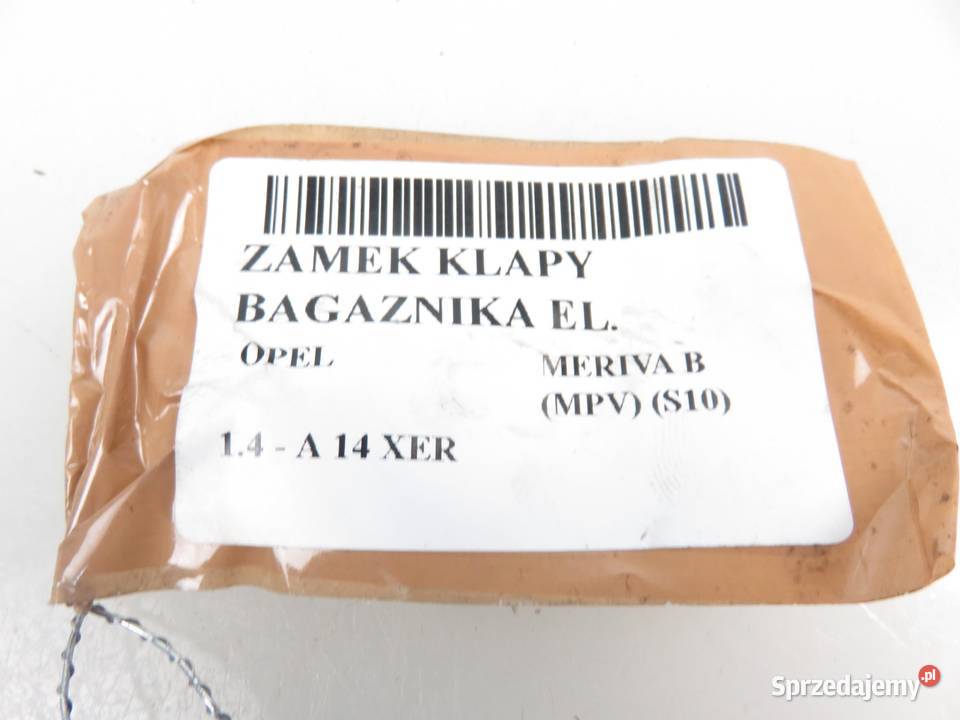 ZAMEK KLAPY
BAGAZNIKA EL.
OPEL MERIVA B
(MPV) (S10)
1.4 - A 14 XER
Sprzedajemy.pl